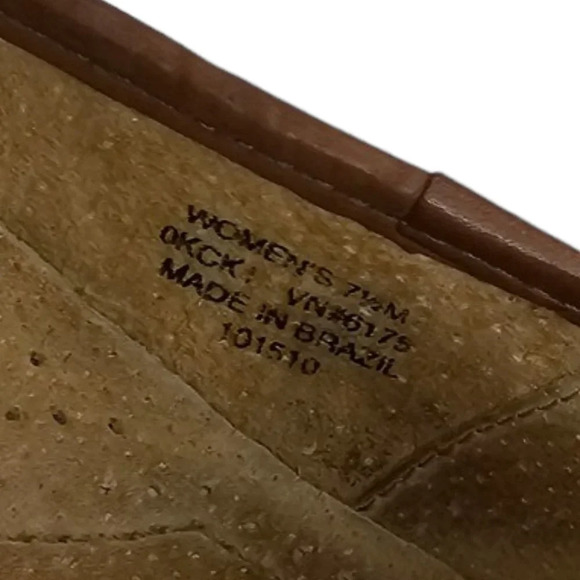 WOMEN'S 7½M
0KCK VN#6175
MADE IN BRAZIL
101510